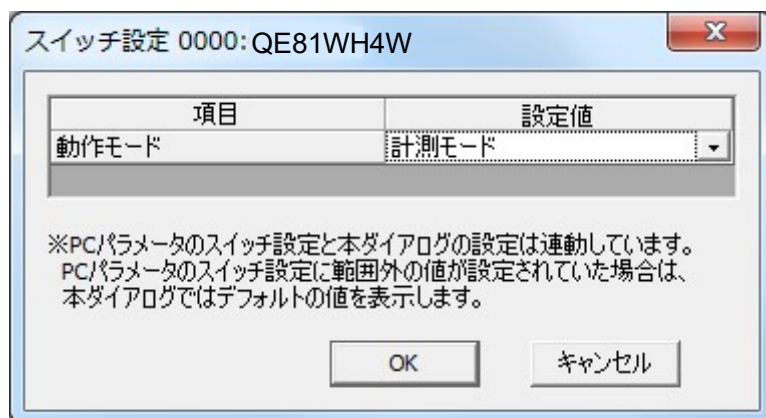 スイッチ設定 0000: QE81WH4W
項目 設定値
動作モード 計測モード
※PCパラメータのスイッチ設定と本ダイアログの設定は連動しています。
PCパラメータのスイッチ設定に範囲外の値が設定されていた場合は、
本ダイアログではデフォルトの値を表示します。
OK キャンセル